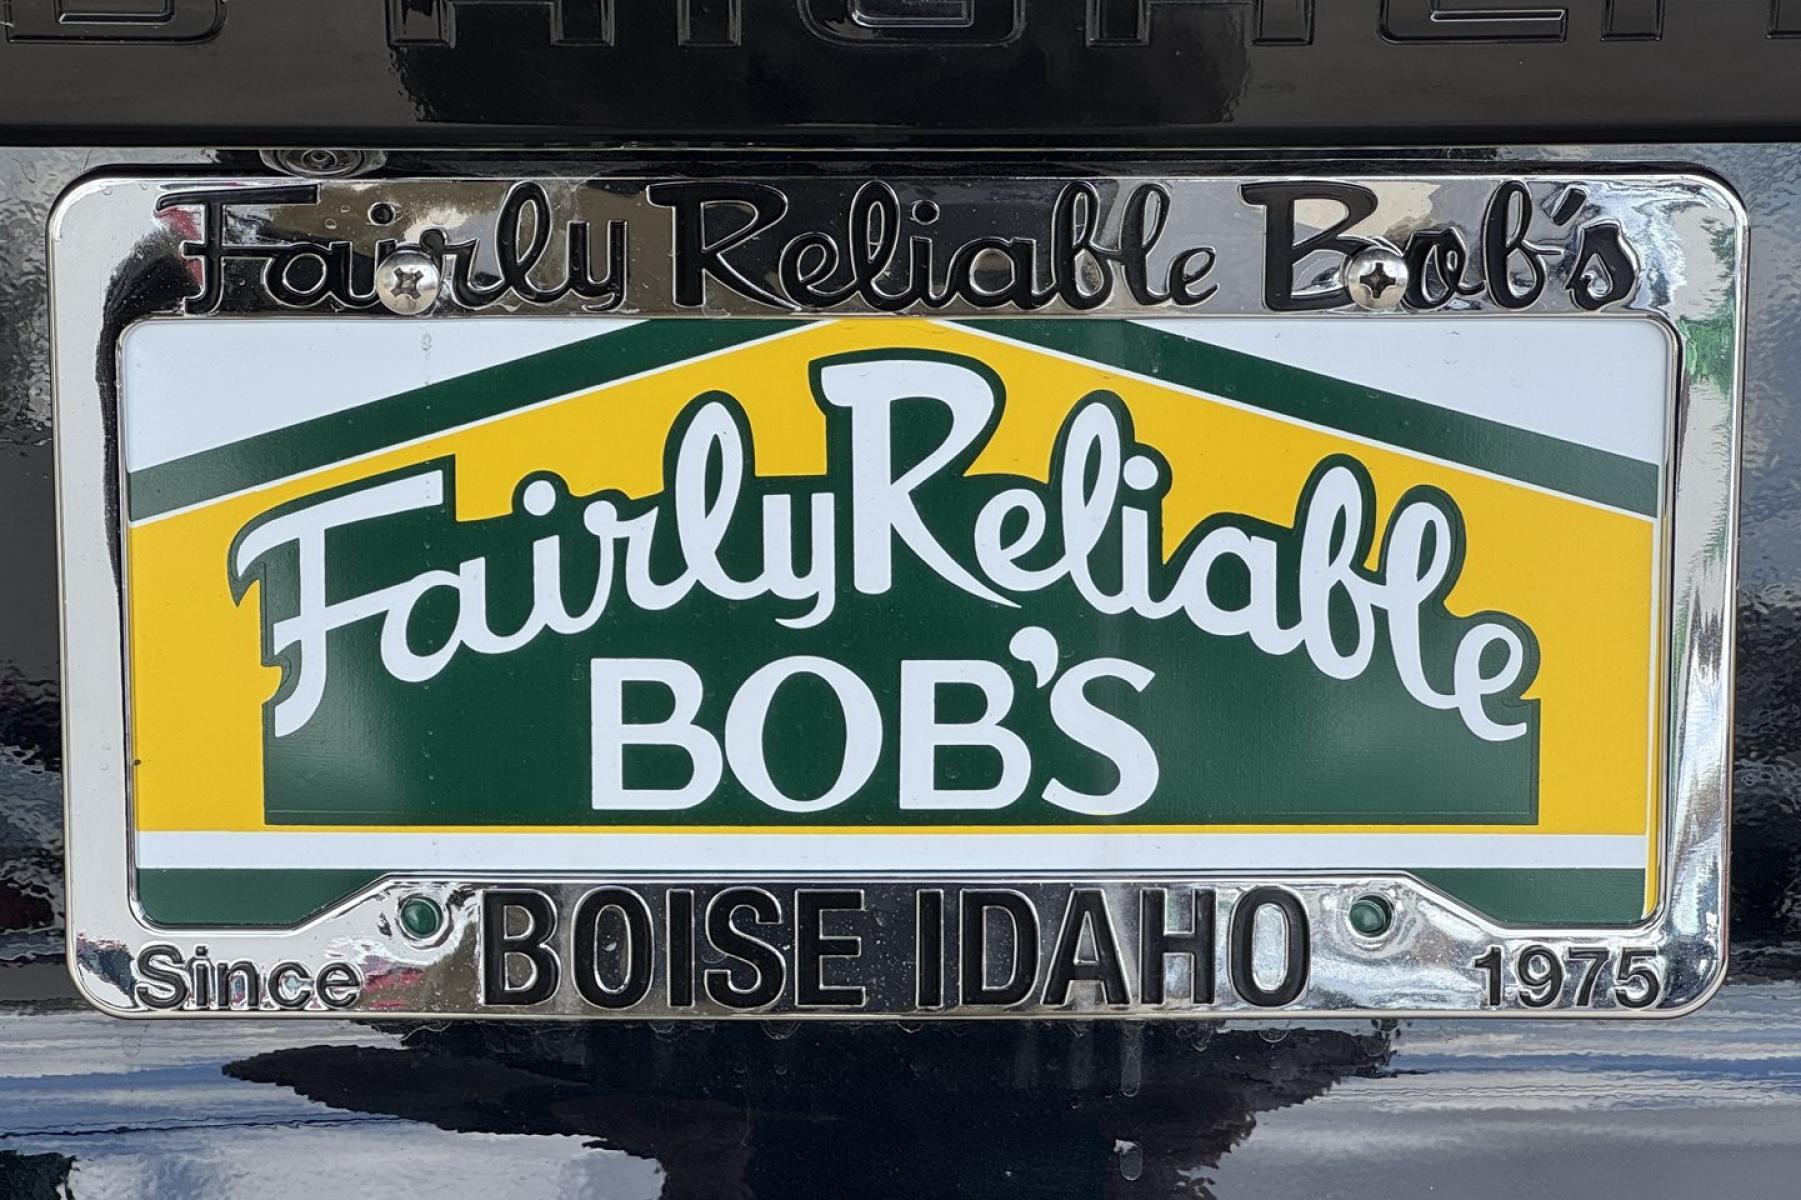 Fairly Reliable Bob's
Fairly Reliable
BOB'S
Since BOISE IDAHO 1975